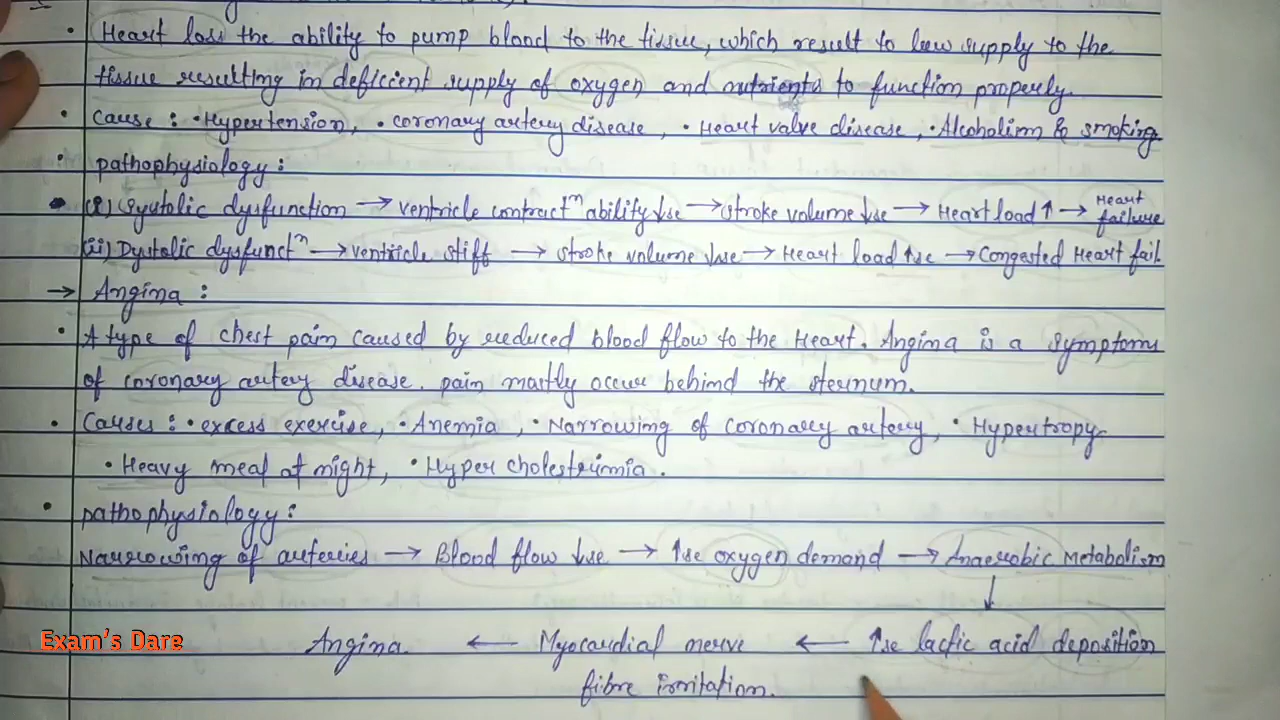 • Heart loss the ability to pump blood to the tissue, which result to low supply to the
tissue resulting in deficient supply of oxygen and nutrients to function properly.
• Cause : • Hypertension, • coronary artery disease, • Heart valve disease, • Alcoholism & smoking
• pathophysiology :
(i) Systolic dysfunction → ventricle contractⁿ ability ↓se → stroke volume ↓se → Heart load ↑ → Heart failure
(ii) Dystolic dysfunctⁿ → ventricle stiff → stroke volume ↓se → Heart load ↑se → Congested Heart fail.
→ Angina :
• A type of chest pain caused by reduced blood flow to the Heart. Angina is a symptoms
of coronary artery disease. pain mostly occur behind the sternum.
• Causes : • excess exercise, • Anemia, • Narrowing of coronary artery, • Hypertropy
• Heavy meal at night, • Hyper cholestrimia.
• pathophysiology :
Narrowing of arteries → Blood flow ↓se → ↑se oxygen demand → Anaerobic Metabolism
↓
Exam's Dare
Angina. ← Myocardial nerve ← ↑se lactic acid deposition
fibre irritation.